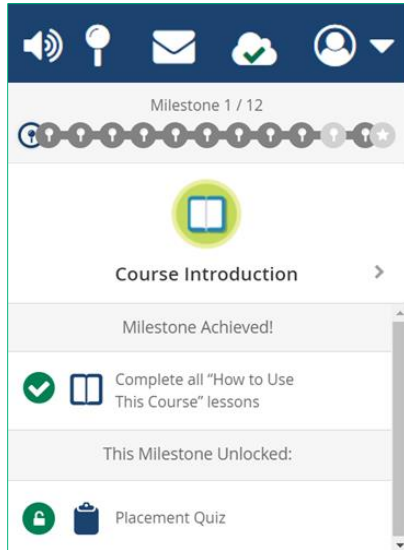 Milestone 1 / 12
Course Introduction
Milestone Achieved!
Complete all "How to Use
This Course" lessons
This Milestone Unlocked:
Placement Quiz